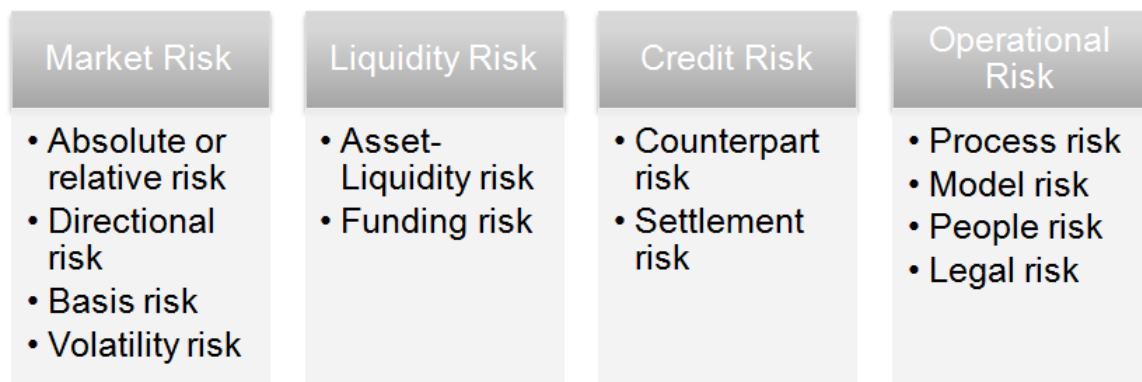 Market Risk
• Absolute or
relative risk
• Directional
risk
• Basis risk
• Volatility risk
Liquidity Risk
• Asset-
Liquidity risk
• Funding risk
Credit Risk
• Counterpart
risk
• Settlement
risk
Operational
Risk
• Process risk
• Model risk
• People risk
• Legal risk